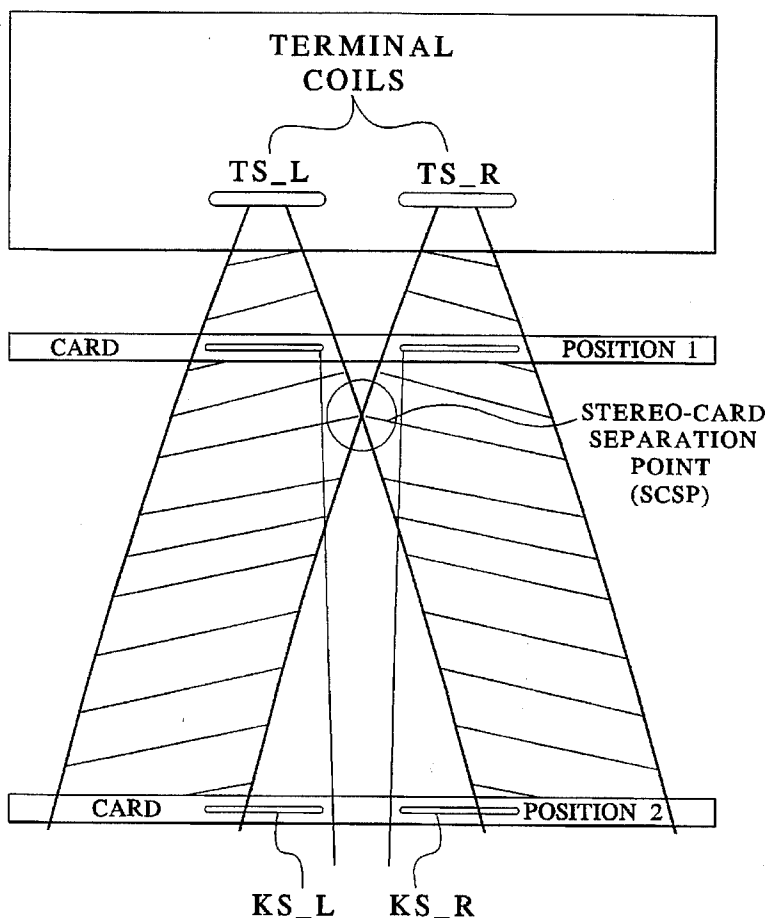 TERMINAL
COILS
TS_L
TS_R
CARD
POSITION 1
STEREO-CARD
SEPARATION
POINT
(SCSP)
CARD
POSITION 2
KS_L
KS_R